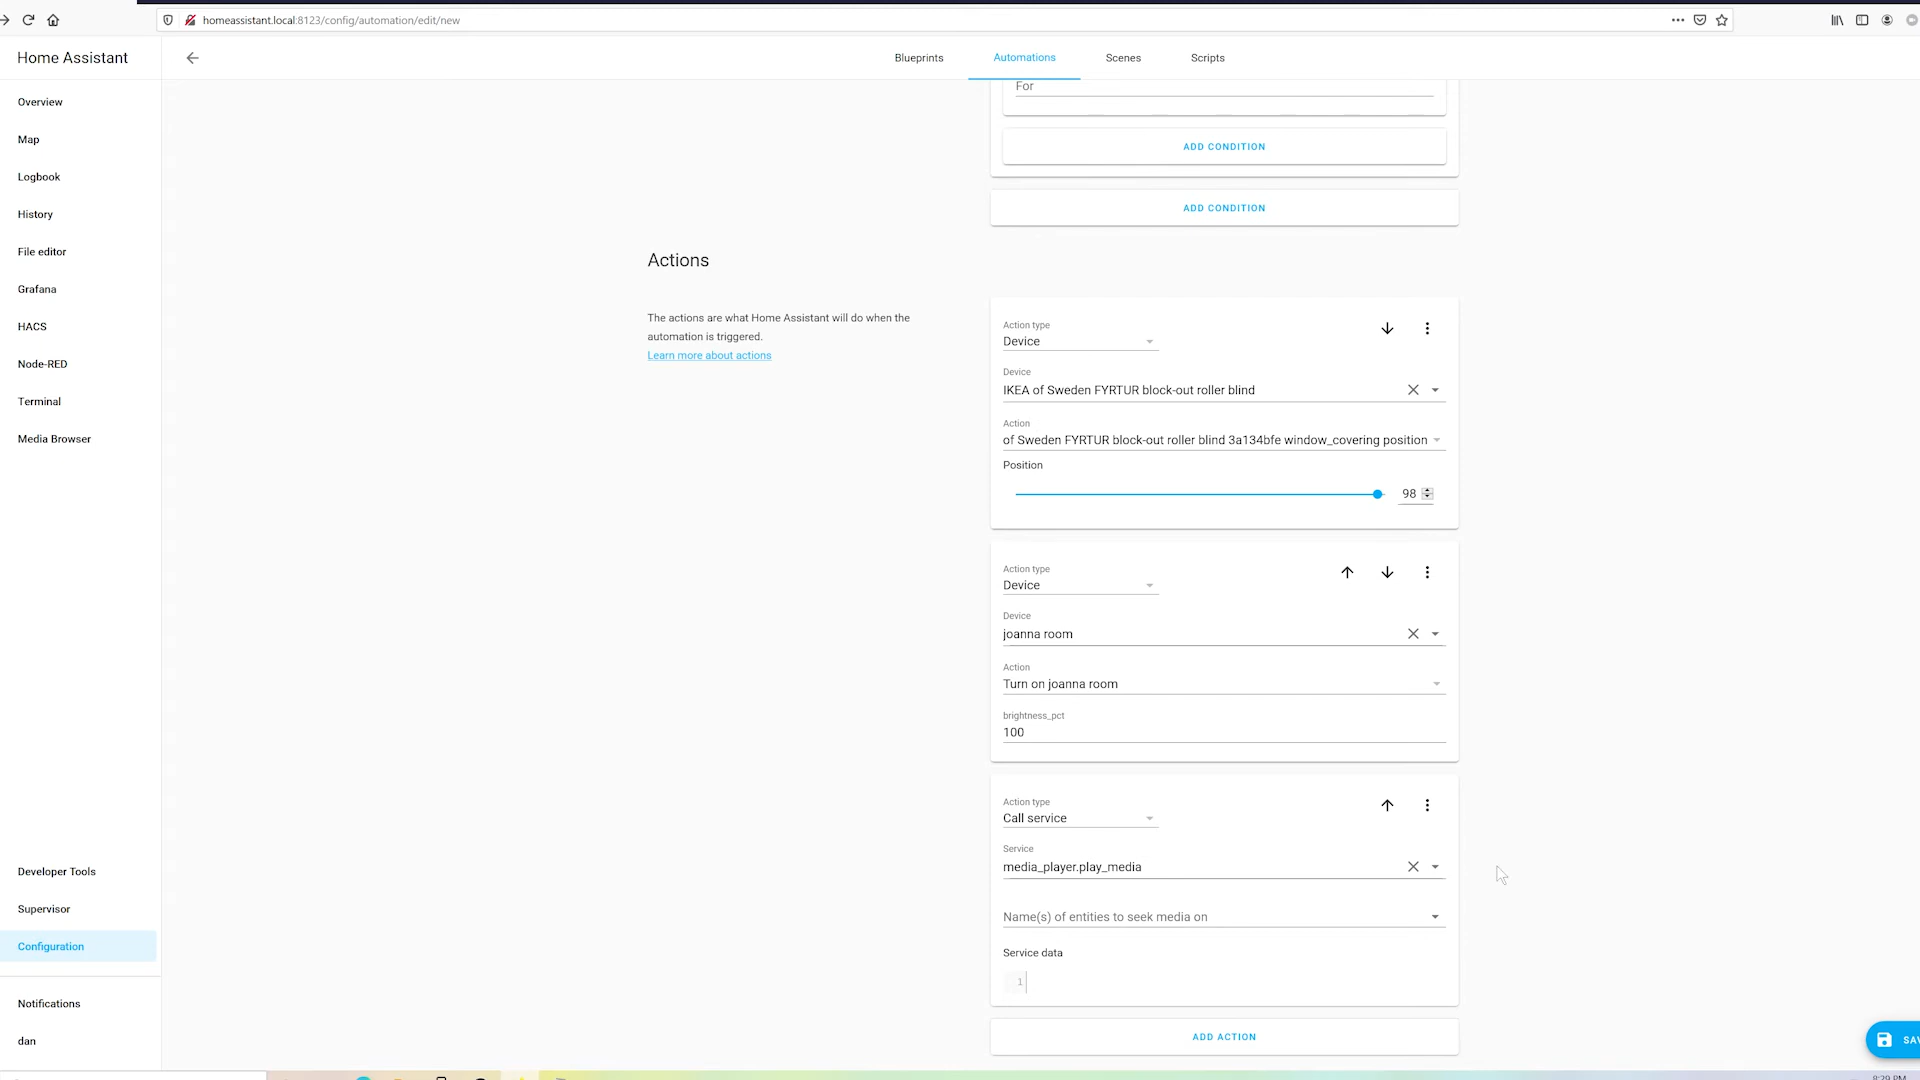 homeassistant.local:8123/config/automation/edit/new
Home Assistant
Blueprints
Automations
Scenes
Scripts
Overview
Map
Logbook
History
File editor
Grafana
HACS
Node-RED
Terminal
Media Browser
Developer Tools
Supervisor
Configuration
Notifications
dan
For
ADD CONDITION
ADD CONDITION
Actions
The actions are what Home Assistant will do when the
automation is triggered.
Learn more about actions
Action type
Device
Device
IKEA of Sweden FYRTUR block-out roller blind
Action
of Sweden FYRTUR block-out roller blind 3a134bfe window_covering position
Position
98
Action type
Device
Device
joanna room
Action
Turn on joanna room
brightness_pct
100
Action type
Call service
Service
media_player.play_media
Name(s) of entities to seek media on
Service data
1
ADD ACTION
SAV
8:29 PM